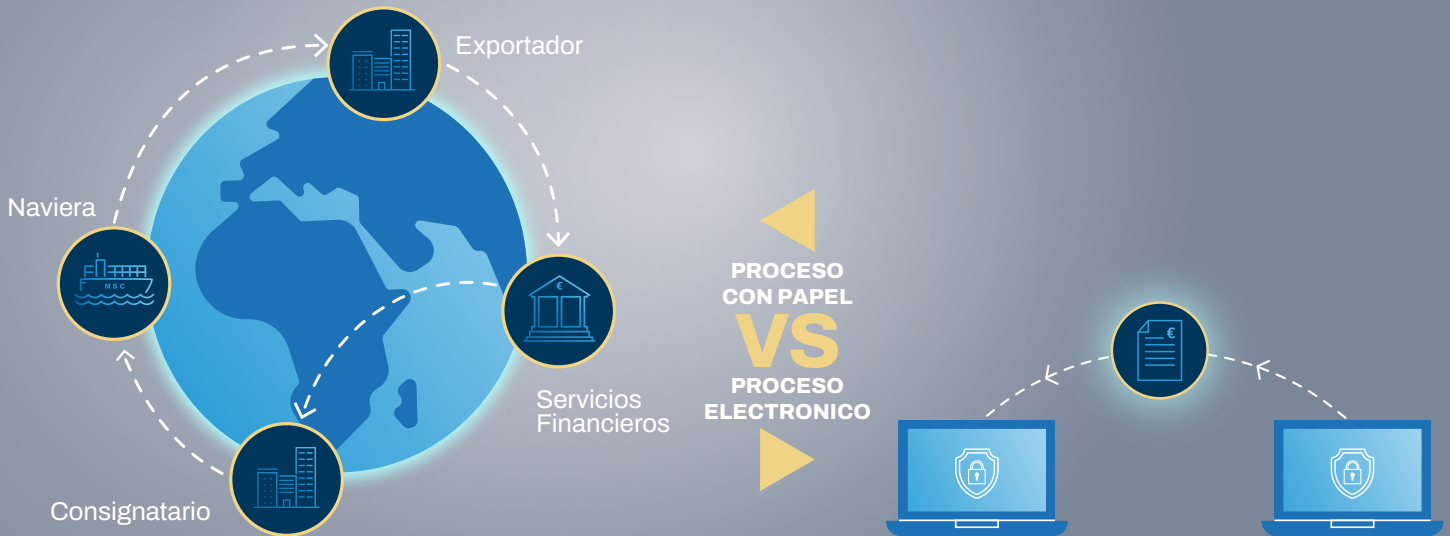 Exportador
Naviera
MSC
€
Servicios
Financieros
Consignatario
PROCESO
CON PAPEL
VS
PROCESO
ELECTRONICO
€